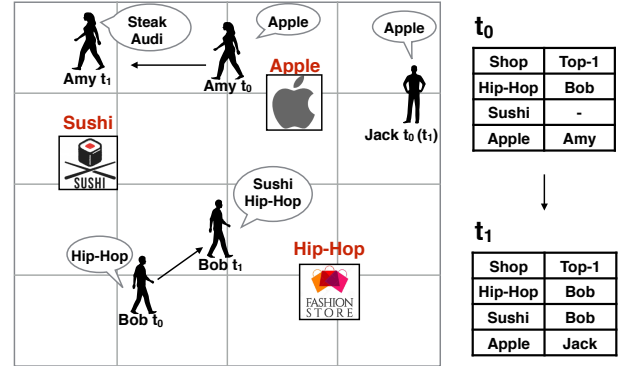 Steak
Audi
Apple
Apple
Amy t1
Amy t0
Apple
Jack t0 (t1)
Sushi
SUSHI
Sushi
Hip-Hop
Hip-Hop
Bob t1
Hip-Hop
FASHION
STORE
Bob t0
t0
Shop Top-1
Hip-Hop Bob
Sushi -
Apple Amy
t1
Shop Top-1
Hip-Hop Bob
Sushi Bob
Apple Jack